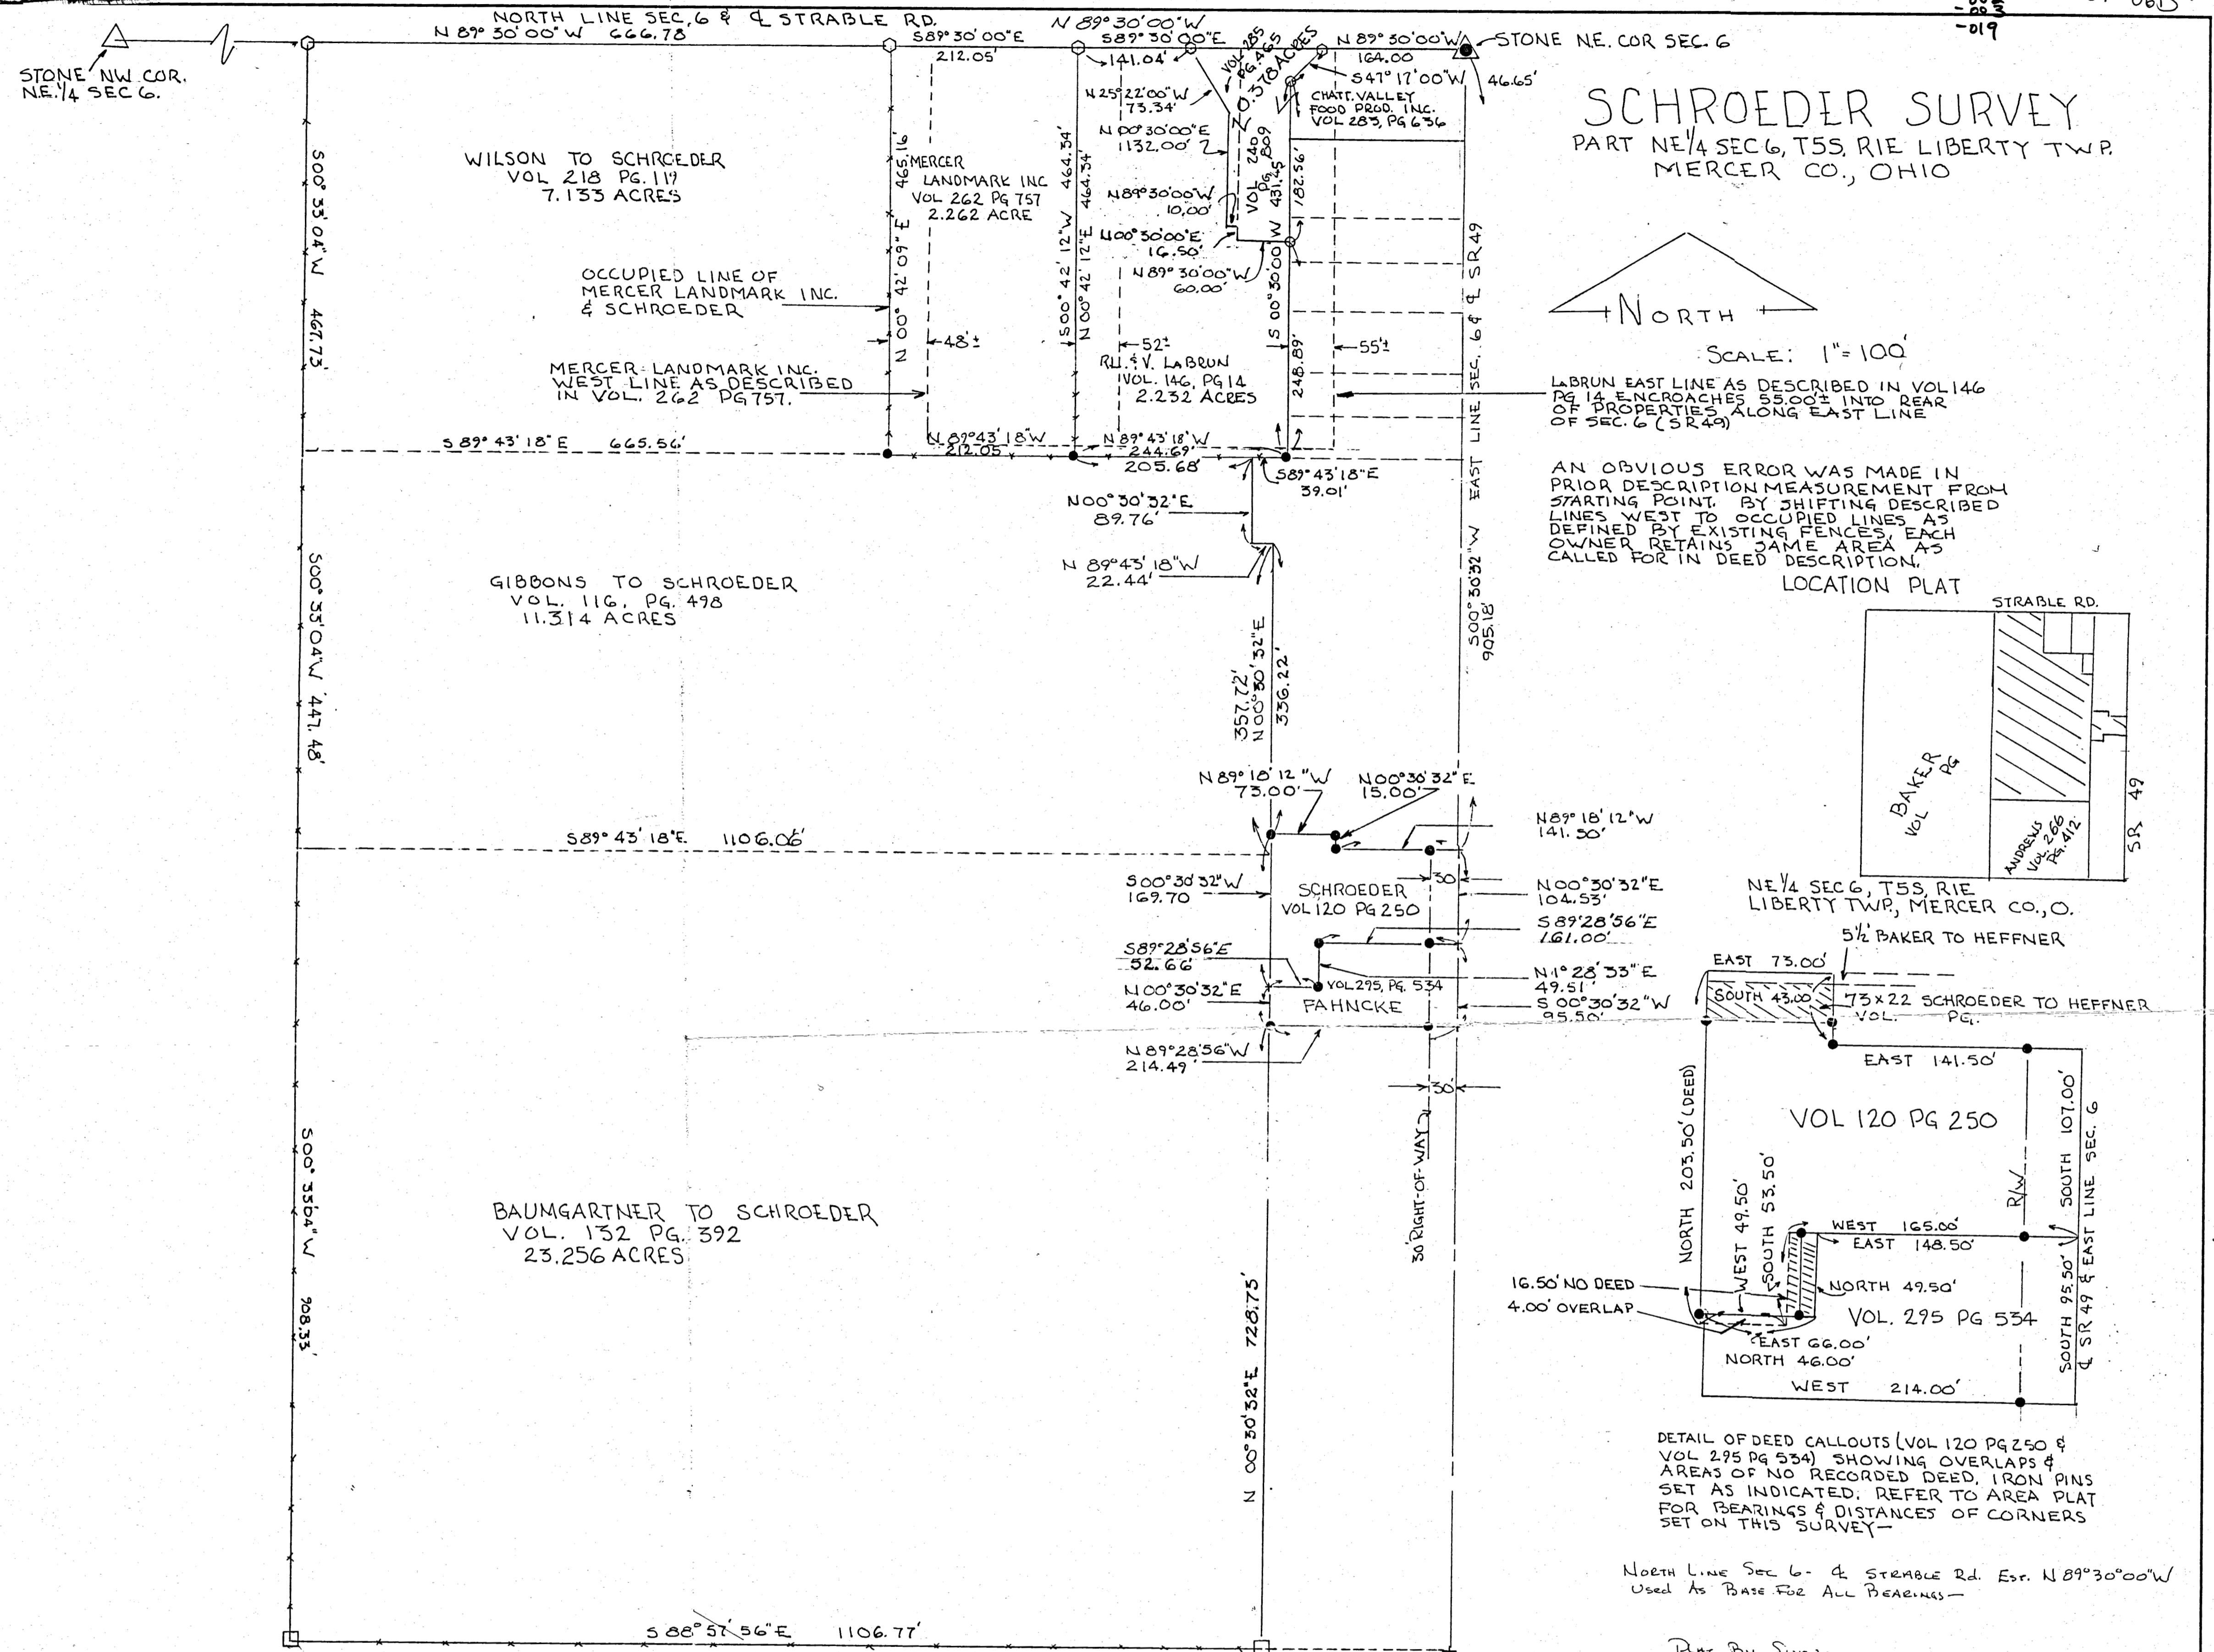 -003
-019
NORTH LINE SEC. 6 & ℄ STRABLE RD.
N 89° 30' 00" W 666.78
S89° 30' 00"E
212.05'
N 89° 30' 00"W
S89° 30' 00"E
141.04'
VOL. 285
PG. 465
0.378 ACRES
N 89° 30' 00"W
164.00
STONE N.E. COR SEC. 6
S47° 17' 00"W
46.65'
STONE NW COR.
N.E. 1/4 SEC 6.
CHATT. VALLEY
FOOD PROD. INC.
VOL 283, PG 636
N 25° 22' 00"W
73.34'
N 00° 30' 00"E
1132.00'
VOL 240
PG. 809
N89° 30' 00"W
10.00'
N00° 30' 00"E
16.50'
N 89° 30' 00"W
60.00'
S 00° 30' 00" W 431.45
182.56'
248.89'
SCHROEDER SURVEY
PART NE 1/4 SEC 6, T5S, R1E LIBERTY TWP.
MERCER CO., OHIO
NORTH
SCALE: 1"= 100'
WILSON TO SCHROEDER
VOL 218 PG. 119
7.133 ACRES
S00° 33' 04"W 467.73'
N 00° 42' 09" E 465.16'
MERCER
LANDMARK INC
VOL 262 PG 757
2.262 ACRE
S00° 42' 12"W 464.34'
N 00° 42' 12"E 464.34'
OCCUPIED LINE OF
MERCER LANDMARK INC.
& SCHROEDER
48'±
52±
55'±
MERCER LANDMARK INC.
WEST LINE AS DESCRIBED
IN VOL. 262 PG 757.
R.H. & V. LABRUN
VOL. 146, PG 14
2.232 ACRES
LABRUN EAST LINE AS DESCRIBED IN VOL 146
PG 14 ENCROACHES 55.00'± INTO REAR
OF PROPERTIES ALONG EAST LINE
OF SEC. 6 (SR 49)
S 89° 43' 18" E 665.56'
N 89° 43' 18"W
212.05
N 89° 43' 18"W
244.69'
205.68'
S89° 43' 18"E
39.01'
EAST LINE SEC. 6 & ℄ SR 49
S00° 30' 32" W
905.18'
AN OBVIOUS ERROR WAS MADE IN
PRIOR DESCRIPTION MEASUREMENT FROM
STARTING POINT. BY SHIFTING DESCRIBED
LINES WEST TO OCCUPIED LINES AS
DEFINED BY EXISTING FENCES, EACH
OWNER RETAINS SAME AREA AS
CALLED FOR IN DEED DESCRIPTION.
N00° 30' 32"E
89.76'
N 89° 43' 18"W
22.44'
GIBBONS TO SCHROEDER
VOL. 116, PG. 498
11.314 ACRES
S00° 33' 04"W 447.48'
357.72'
N 00° 30' 32"E
336.22'
LOCATION PLAT
STRABLE RD.
BAKER
VOL PG
ANDREWS
VOL. 266
PG. 412
SR 49
NE 1/4 SEC 6, T5S, R1E
LIBERTY TWP., MERCER CO., O.
N 89° 18' 12" W
73.00'
N00° 30' 32" E
15.00'
N89° 18' 12"W
141.50'
S89° 43' 18"E 1106.06'
S00° 30' 32"W
169.70
SCHROEDER
VOL 120 PG 250
30
N00° 30' 32"E
104.53'
S 89° 28' 56"E
161.00'
S89° 28' 56"E
52.66'
N 1° 28' 33" E
49.51'
N 00° 30' 32"E
46.00'
VOL 295, PG. 534
FAHNCKE
S 00° 30' 32"W
95.50'
N 89° 28' 56"W
214.49'
30'
30' RIGHT-OF-WAY
5½' BAKER TO HEFFNER
EAST 73.00'
SOUTH 43.00
73 x 22 SCHROEDER TO HEFFNER
VOL. PG.
EAST 141.50'
NORTH 203.50' (DEED)
VOL 120 PG 250
SOUTH 107.00'
WEST 49.50'
SOUTH 53.50'
R/W
WEST 165.00'
EAST 148.50'
16.50' NO DEED
4.00' OVERLAP
NORTH 49.50'
VOL. 295 PG 534
EAST 66.00'
NORTH 46.00'
WEST 214.00'
SOUTH 95.50'
℄ SR 49 & EAST LINE SEC. 6
BAUMGARTNER TO SCHROEDER
VOL. 132 PG. 392
23.256 ACRES
S00° 33' 04" W 908.33'
N 00° 30' 32"E 728.75'
DETAIL OF DEED CALLOUTS (VOL 120 PG 250 &
VOL 295 PG 534) SHOWING OVERLAPS &
AREAS OF NO RECORDED DEED. IRON PINS
SET AS INDICATED. REFER TO AREA PLAT
FOR BEARINGS & DISTANCES OF CORNERS
SET ON THIS SURVEY—
North Line Sec 6- ℄ Strable Rd. Est. N 89°30'00"W
Used As Base For All Bearings—
S 88° 57' 56" E 1106.77'